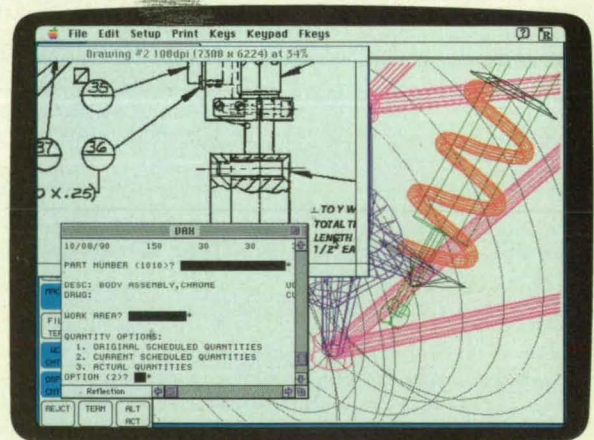 File Edit Setup Print Keys Keypad Fkeys
Drawing #2 100dpi (7300 x 6224) at 34%
35
36
37
X.25)
⊥ TO Y W
TOTAL
LENGTH
1/2" EA
VAX
10/08/90 150 30 30
PART NUMBER (1010)? *
DESC: BODY ASSEMBLY,CHROME
DRWG:
WORK AREA? *
QUANTITY OPTIONS:
1. ORIGINAL SCHEDULED QUANTITIES
2. CURRENT SCHEDULED QUANTITIES
3. ACTUAL QUANTITIES
OPTION (2)? *
Reflection
REJCT TERM ALT
ACT